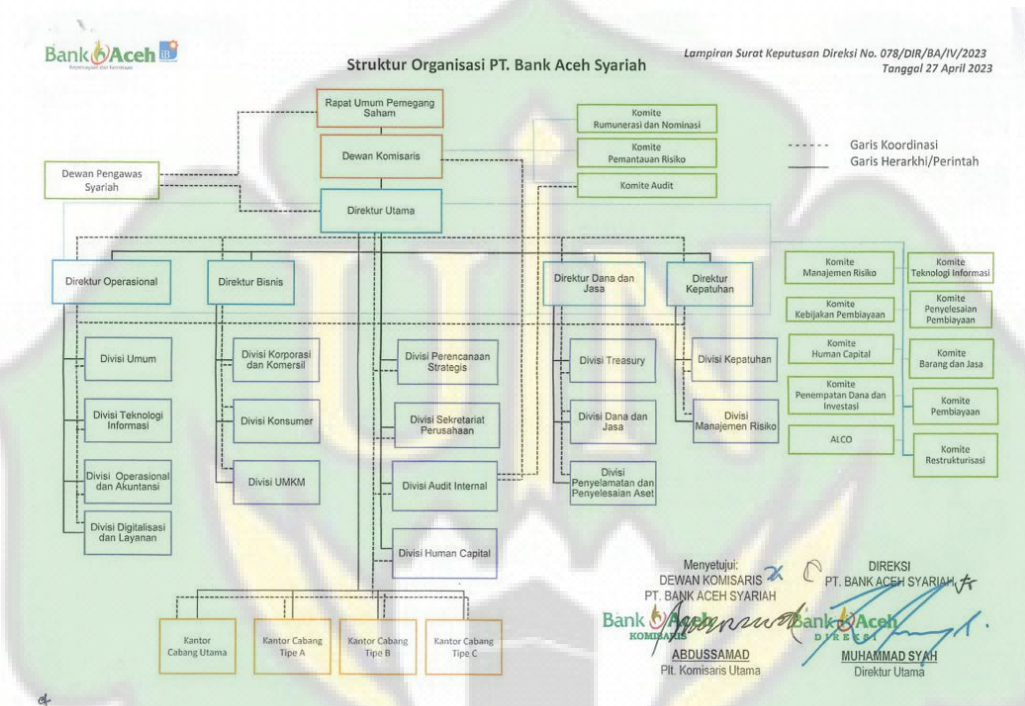 Bank Aceh
Lampiran Surat Keputusan Direksi No. 078/DIR/BA/IV/2023
Tanggal 27 April 2023
Struktur Organisasi PT. Bank Aceh Syariah
Rapat Umum Pemegang
Saham
Dewan Komisaris
Direktur Utama
Dewan Pengawas
Syariah
Komite
Rumunerasi dan Nominasi
Komite
Pemantauan Risiko
Komite Audit
Garis Koordinasi
Garis Herarkhi/Perintah
Direktur Operasional
Direktur Bisnis
Direktur Dana dan
Jasa
Direktur
Kepatuhan
Komite
Manajemen Risiko
Komite
Teknologi Informasi
Komite
Kebijakan Pembiayaan
Komite
Penyelesaian
Pembiayaan
Komite
Human Capital
Komite
Barang dan Jasa
Komite
Penempatan Dana dan
Investasi
Komite
Pembiayaan
ALCO
Komite
Restrukturisasi
Divisi Umum
Divisi Teknologi
Informasi
Divisi Operasional
dan Akuntansi
Divisi Digitalisasi
dan Layanan
Divisi Korporasi
dan Komersil
Divisi Konsumer
Divisi UMKM
Divisi Perencanaan
Strategis
Divisi Sekretariat
Perusahaan
Divisi Audit Internal
Divisi Human Capital
Divisi Treasury
Divisi Dana dan
Jasa
Divisi
Penyelamatan dan
Penyelesaian Aset
Divisi Kepatuhan
Divisi
Manajemen Risiko
Kantor
Cabang Utama
Kantor Cabang
Tipe A
Kantor Cabang
Tipe B
Kantor Cabang
Tipe C
Menyetujui:
DEWAN KOMISARIS
PT. BANK ACEH SYARIAH
Bank Aceh
KOMISARIS
ABDUSSAMAD
Plt. Komisaris Utama
DIREKSI
PT. BANK ACEH SYARIAH
Bank Aceh
DIREKSI
MUHAMMAD SYAH
Direktur Utama
UIN